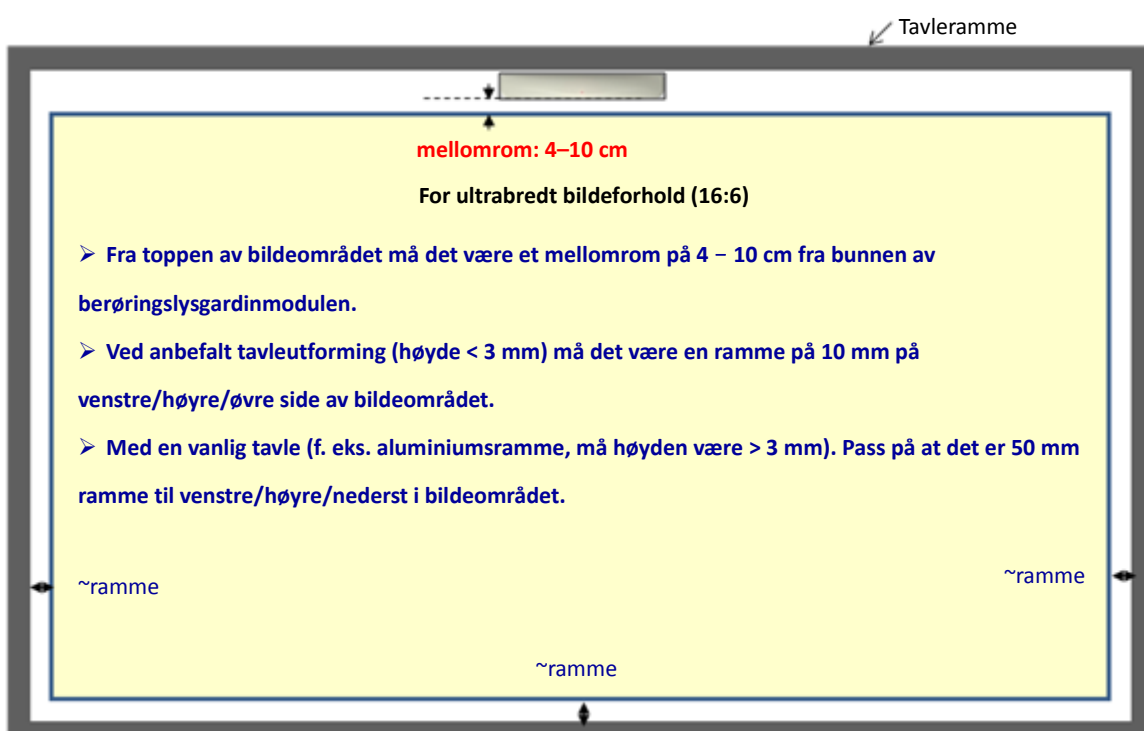 Tavleramme
mellomrom: 4–10 cm
For ultrabredt bildeforhold (16:6)
➢ Fra toppen av bildeområdet må det være et mellomrom på 4 – 10 cm fra bunnen av
berøringslysgardinmodulen.
➢ Ved anbefalt tavleutforming (høyde < 3 mm) må det være en ramme på 10 mm på
venstre/høyre/øvre side av bildeområdet.
➢ Med en vanlig tavle (f. eks. aluminiumsramme, må høyden være > 3 mm). Pass på at det er 50 mm
ramme til venstre/høyre/nederst i bildeområdet.
~ramme
~ramme
~ramme